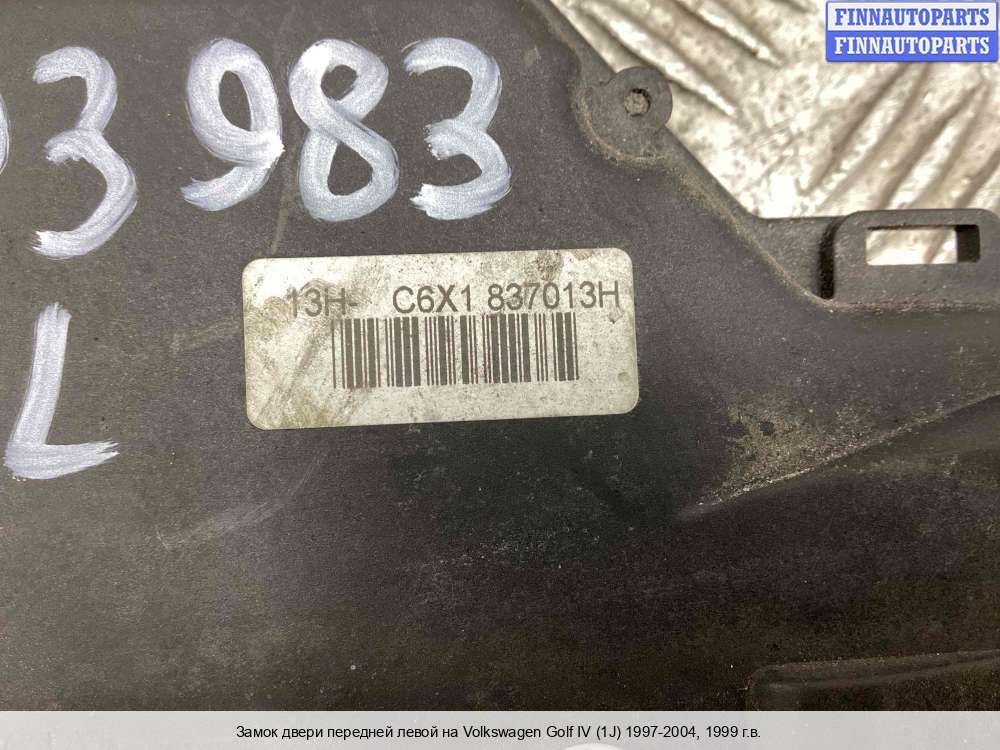 FINNAUTOPARTS
FINNAUTOPARTS
3983
13H- C6X1 837013H
L
Замок двери передней левой на Volkswagen Golf IV (1J) 1997-2004, 1999 г.в.